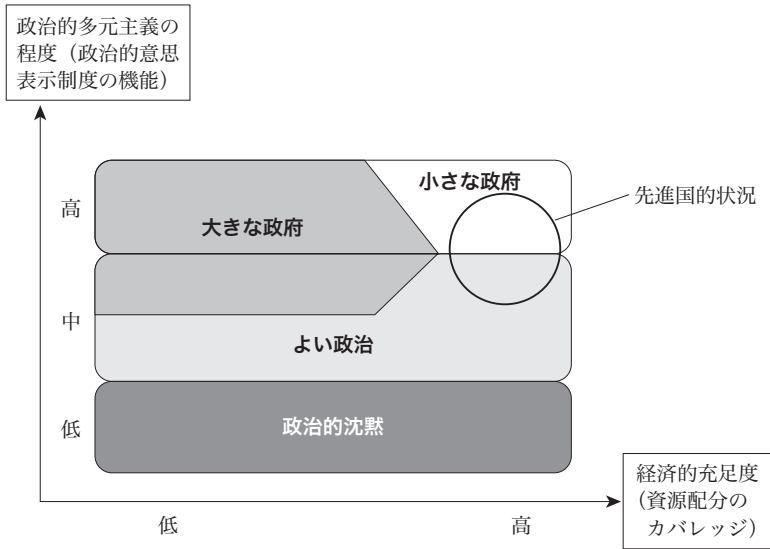 政治的多元主義の
程度（政治的意思
表示制度の機能）
小さな政府
先進国的状況
高
大きな政府
中
よい政治
低
政治的沈黙
経済的充足度
（資源配分の
カバレッジ）
低
高